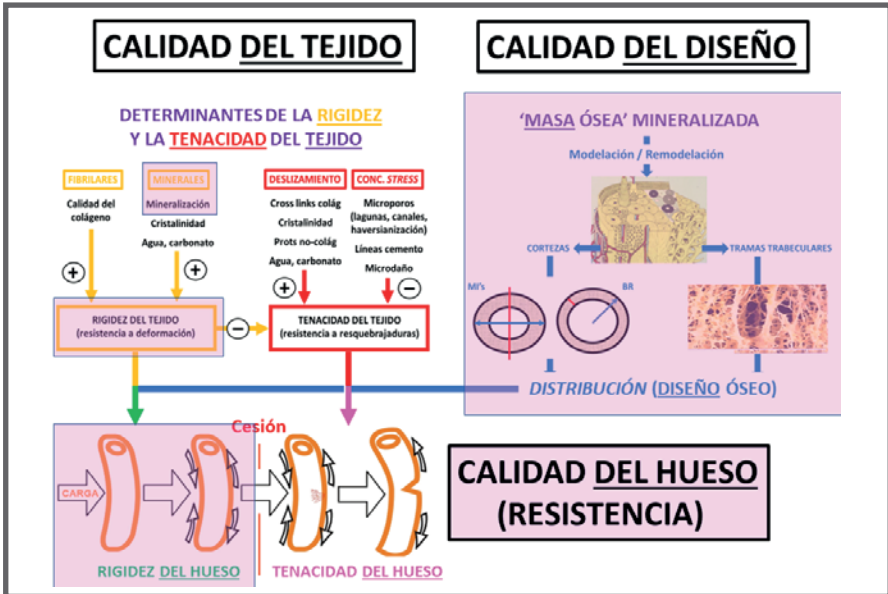 CALIDAD DEL TEJIDO
CALIDAD DEL DISEÑO
DETERMINANTES DE LA RIGIDEZ
Y LA TENACIDAD DEL TEJIDO
FIBRILARES
Calidad del
colágeno
MINERALES
Mineralización
Cristalinidad
Agua, carbonato
DESLIZAMIENTO
Cross links colág
Cristalinidad
Prots no-colág
Agua, carbonato
CONC. STRESS
Microporos
(lagunas, canales,
haversianización)
Líneas cemento
Microdaño
+
+
+
−
RIGIDEZ DEL TEJIDO
(resistencia a deformación)
−
TENACIDAD DEL TEJIDO
(resistencia a resquebrajaduras)
‘MASA ÓSEA’ MINERALIZADA
Modelación / Remodelación
CORTEZAS
TRAMAS TRABECULARES
MI's
BR
DISTRIBUCIÓN (DISEÑO ÓSEO)
Cesión
CARGA
RIGIDEZ DEL HUESO
TENACIDAD DEL HUESO
CALIDAD DEL HUESO
(RESISTENCIA)